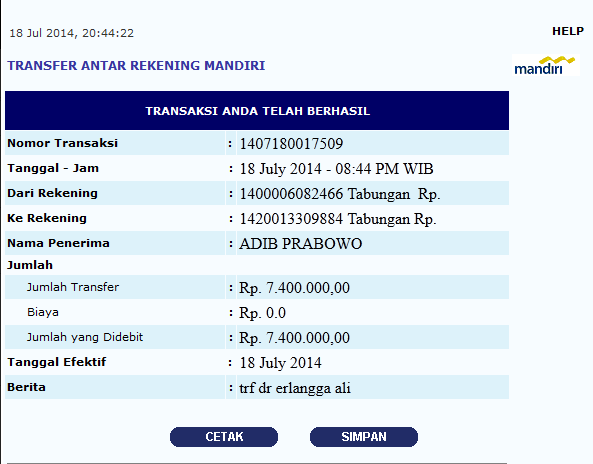 18 Jul 2014, 20:44:22
HELP
TRANSFER ANTAR REKENING MANDIRI
mandiri
TRANSAKSI ANDA TELAH BERHASIL
Nomor Transaksi : 1407180017509
Tanggal - Jam : 18 July 2014 - 08:44 PM WIB
Dari Rekening : 1400006082466 Tabungan Rp.
Ke Rekening : 1420013309884 Tabungan Rp.
Nama Penerima : ADIB PRABOWO
Jumlah
Jumlah Transfer : Rp. 7.400.000,00
Biaya : Rp. 0.0
Jumlah yang Didebit : Rp. 7.400.000,00
Tanggal Efektif : 18 July 2014
Berita : trf dr erlangga ali
CETAK SIMPAN